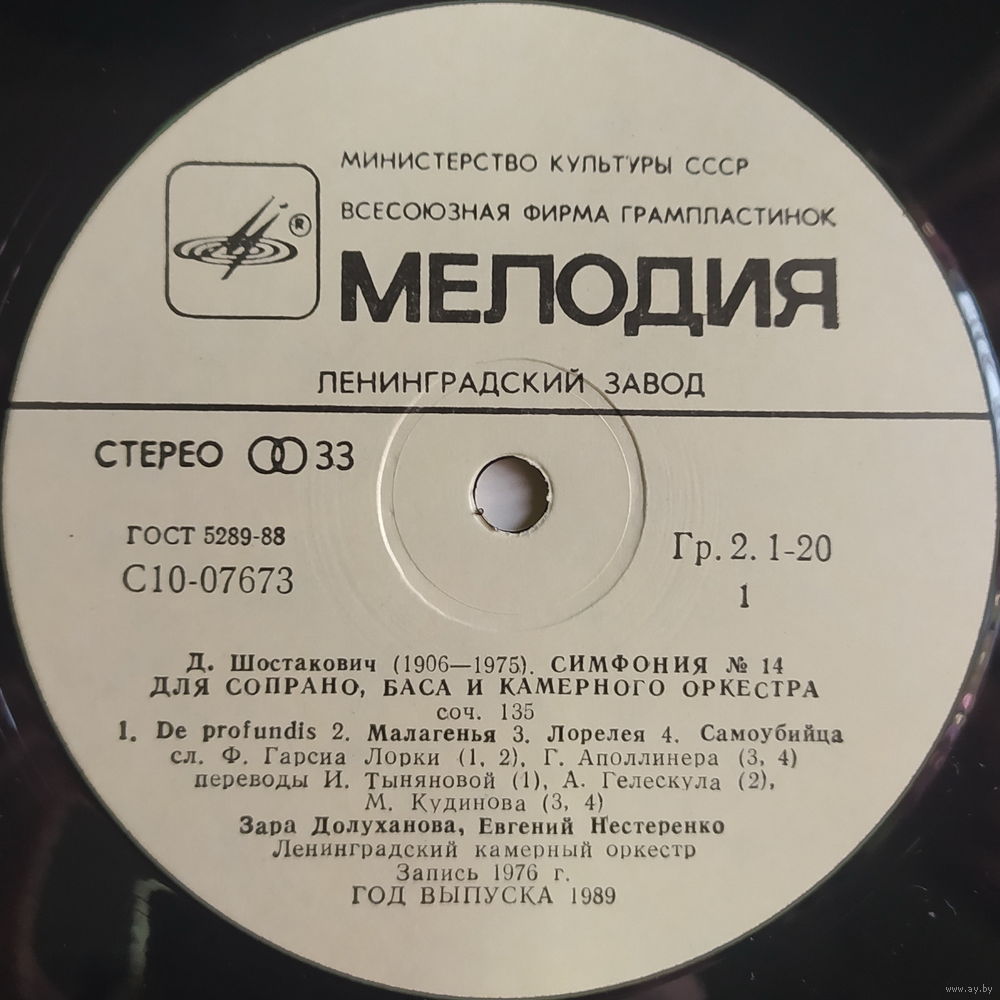 МИНИСТЕРСТВО КУЛЬТУРЫ СССР
ВСЕСОЮЗНАЯ ФИРМА ГРАМПЛАСТИНОК
®
МЕЛОДИЯ
ЛЕНИНГРАДСКИЙ ЗАВОД
СТЕРЕО 33
ГОСТ 5289-88
С10-07673
Гр. 2. 1-20
1
Д. Шостакович (1906—1975). СИМФОНИЯ № 14
ДЛЯ СОПРАНО, БАСА И КАМЕРНОГО ОРКЕСТРА
соч. 135
1. De profundis 2. Малагенья 3. Лорелея 4. Самоубийца
сл. Ф. Гарсиа Лорки (1, 2), Г. Аполлинера (3, 4)
переводы И. Тыняновой (1), А. Гелескула (2),
М. Кудинова (3, 4)
Зара Долуханова, Евгений Нестеренко
Ленинградский камерный оркестр
Запись 1976 г.
ГОД ВЫПУСКА 1989
www.ay.by